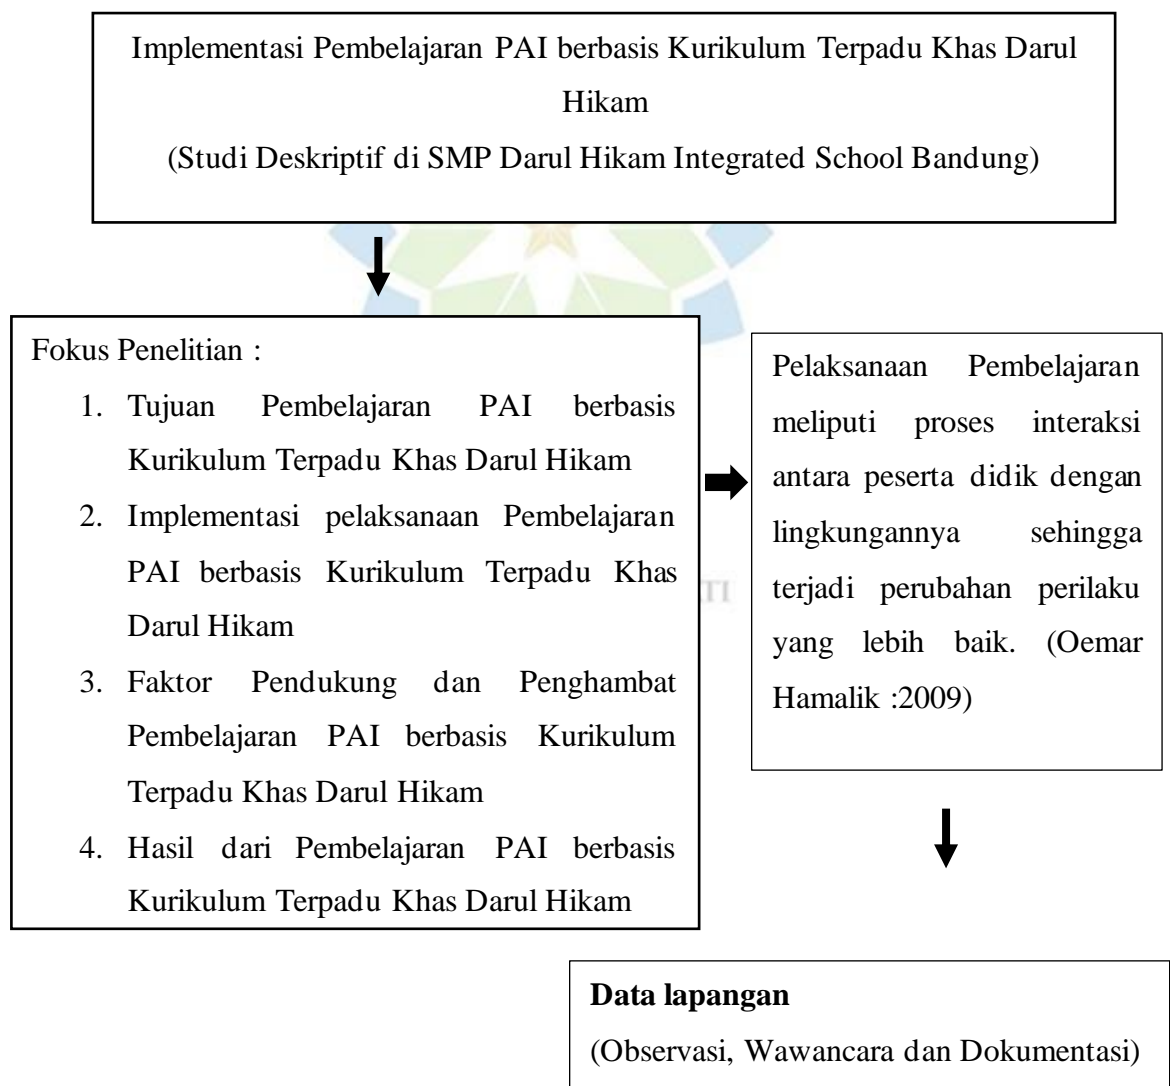 Implementasi Pembelajaran PAI berbasis Kurikulum Terpadu Khas Darul
Hikam
(Studi Deskriptif di SMP Darul Hikam Integrated School Bandung)
Fokus Penelitian :
1. Tujuan Pembelajaran PAI berbasis
Kurikulum Terpadu Khas Darul Hikam
2. Implementasi pelaksanaan Pembelajaran
PAI berbasis Kurikulum Terpadu Khas
Darul Hikam
3. Faktor Pendukung dan Penghambat
Pembelajaran PAI berbasis Kurikulum
Terpadu Khas Darul Hikam
4. Hasil dari Pembelajaran PAI berbasis
Kurikulum Terpadu Khas Darul Hikam
Pelaksanaan Pembelajaran
meliputi proses interaksi
antara peserta didik dengan
lingkungannya sehingga
terjadi perubahan perilaku
yang lebih baik. (Oemar
Hamalik :2009)
Data lapangan
(Observasi, Wawancara dan Dokumentasi)